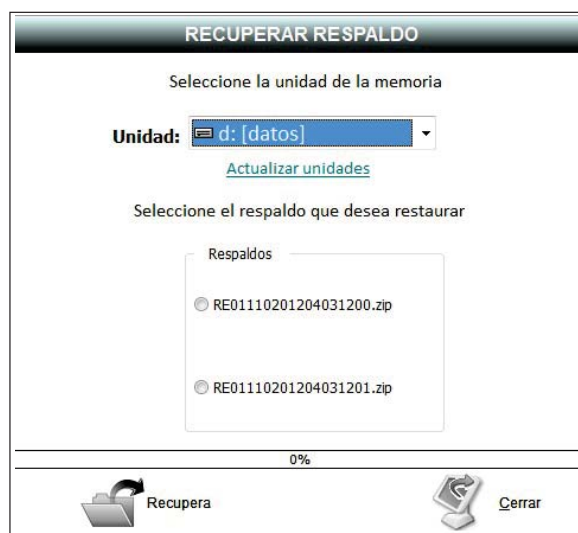 RECUPERAR RESPALDO
Seleccione la unidad de la memoria
Unidad: d: [datos]
Actualizar unidades
Seleccione el respaldo que desea restaurar
Respaldos
RE01110201204031200.zip
RE01110201204031201.zip
0%
Recupera Cerrar